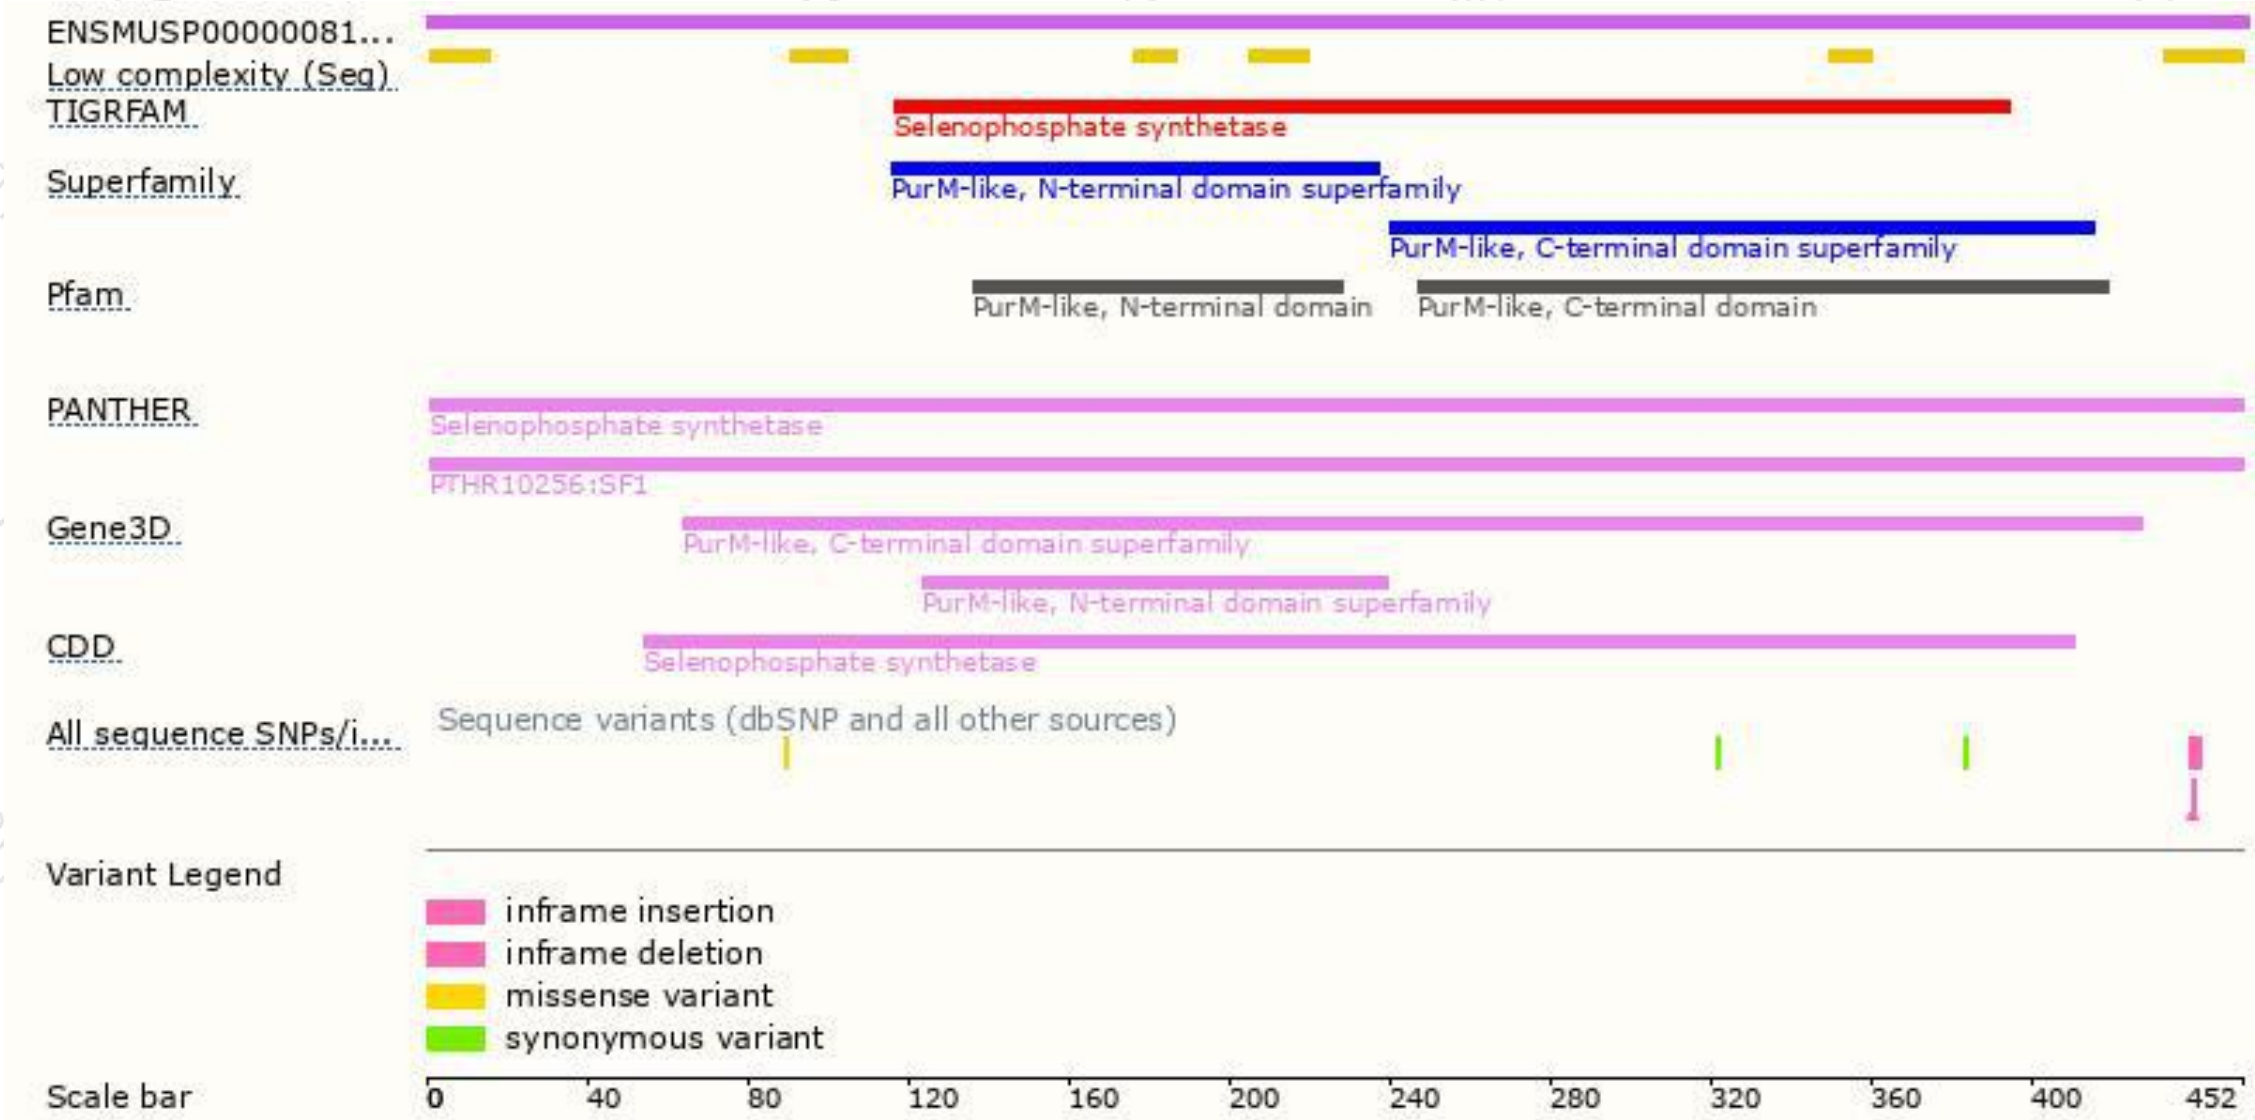 ENSMUSP00000081...
Low complexity (Seg)
TIGRFAM
Selenophosphate synthetase
Superfamily
PurM-like, N-terminal domain superfamily
PurM-like, C-terminal domain superfamily
Pfam
PurM-like, N-terminal domain PurM-like, C-terminal domain
PANTHER
Selenophosphate synthetase
PTHR10256:SF1
Gene3D
PurM-like, C-terminal domain superfamily
PurM-like, N-terminal domain superfamily
CDD
Selenophosphate synthetase
Sequence variants (dbSNP and all other sources)
All sequence SNPs/i...
Variant Legend
inframe insertion
inframe deletion
missense variant
synonymous variant
Scale bar 0 40 80 120 160 200 240 280 320 360 400 452